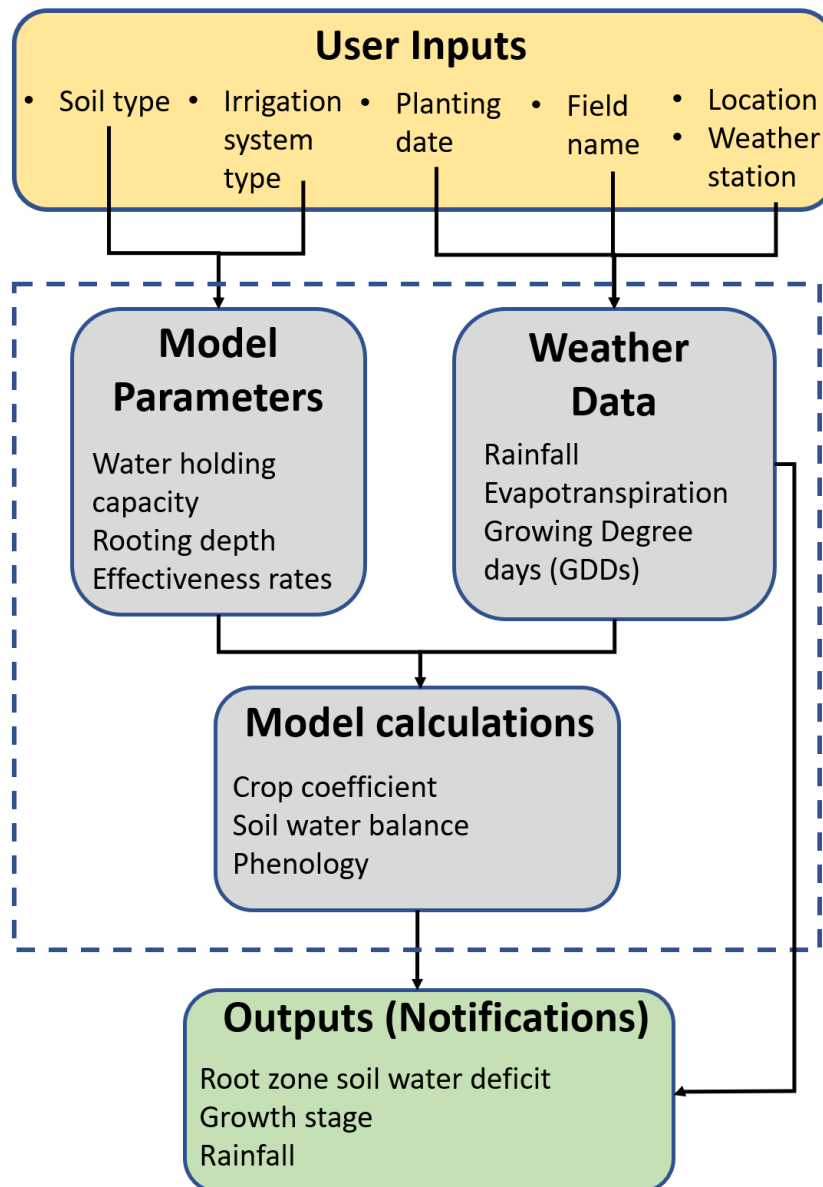 User Inputs
• Soil type
• Irrigation
system
type
• Planting
date
• Field
name
• Location
• Weather
station
Model
Parameters
Water holding
capacity
Rooting depth
Effectiveness rates
Weather
Data
Rainfall
Evapotranspiration
Growing Degree
days (GDDs)
Model calculations
Crop coefficient
Soil water balance
Phenology
Outputs (Notifications)
Root zone soil water deficit
Growth stage
Rainfall